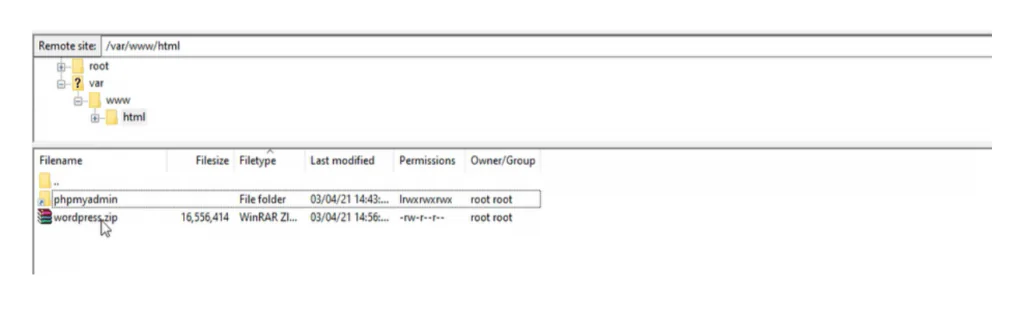 Remote site: /var/www/html
root
? var
www
html
Filename Filesize Filetype Last modified Permissions Owner/Group
..
phpmyadmin File folder 03/04/21 14:43:... lrwxrwxrwx root root
wordpress.zip 16,556,414 WinRAR ZI... 03/04/21 14:56:... -rw-r--r-- root root